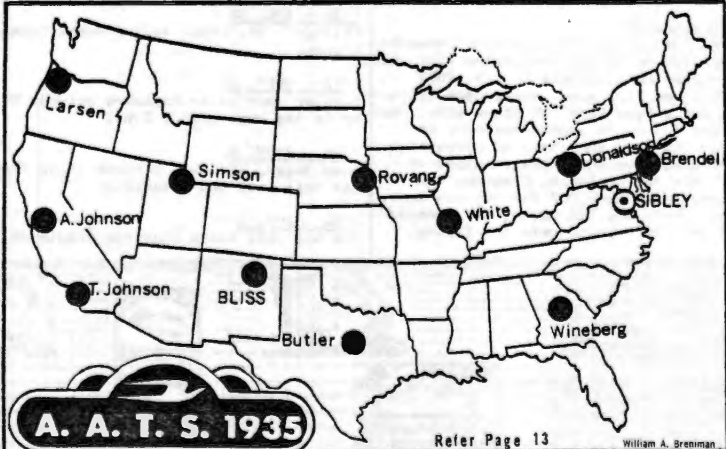 Larsen
Simson
Rovang
Donaldson
Brendel
SIBLEY
A. Johnson
White
T. Johnson
BLISS
Butler
Wineberg
A. A. T. S. 1935
Refer Page 13
William A. Breniman